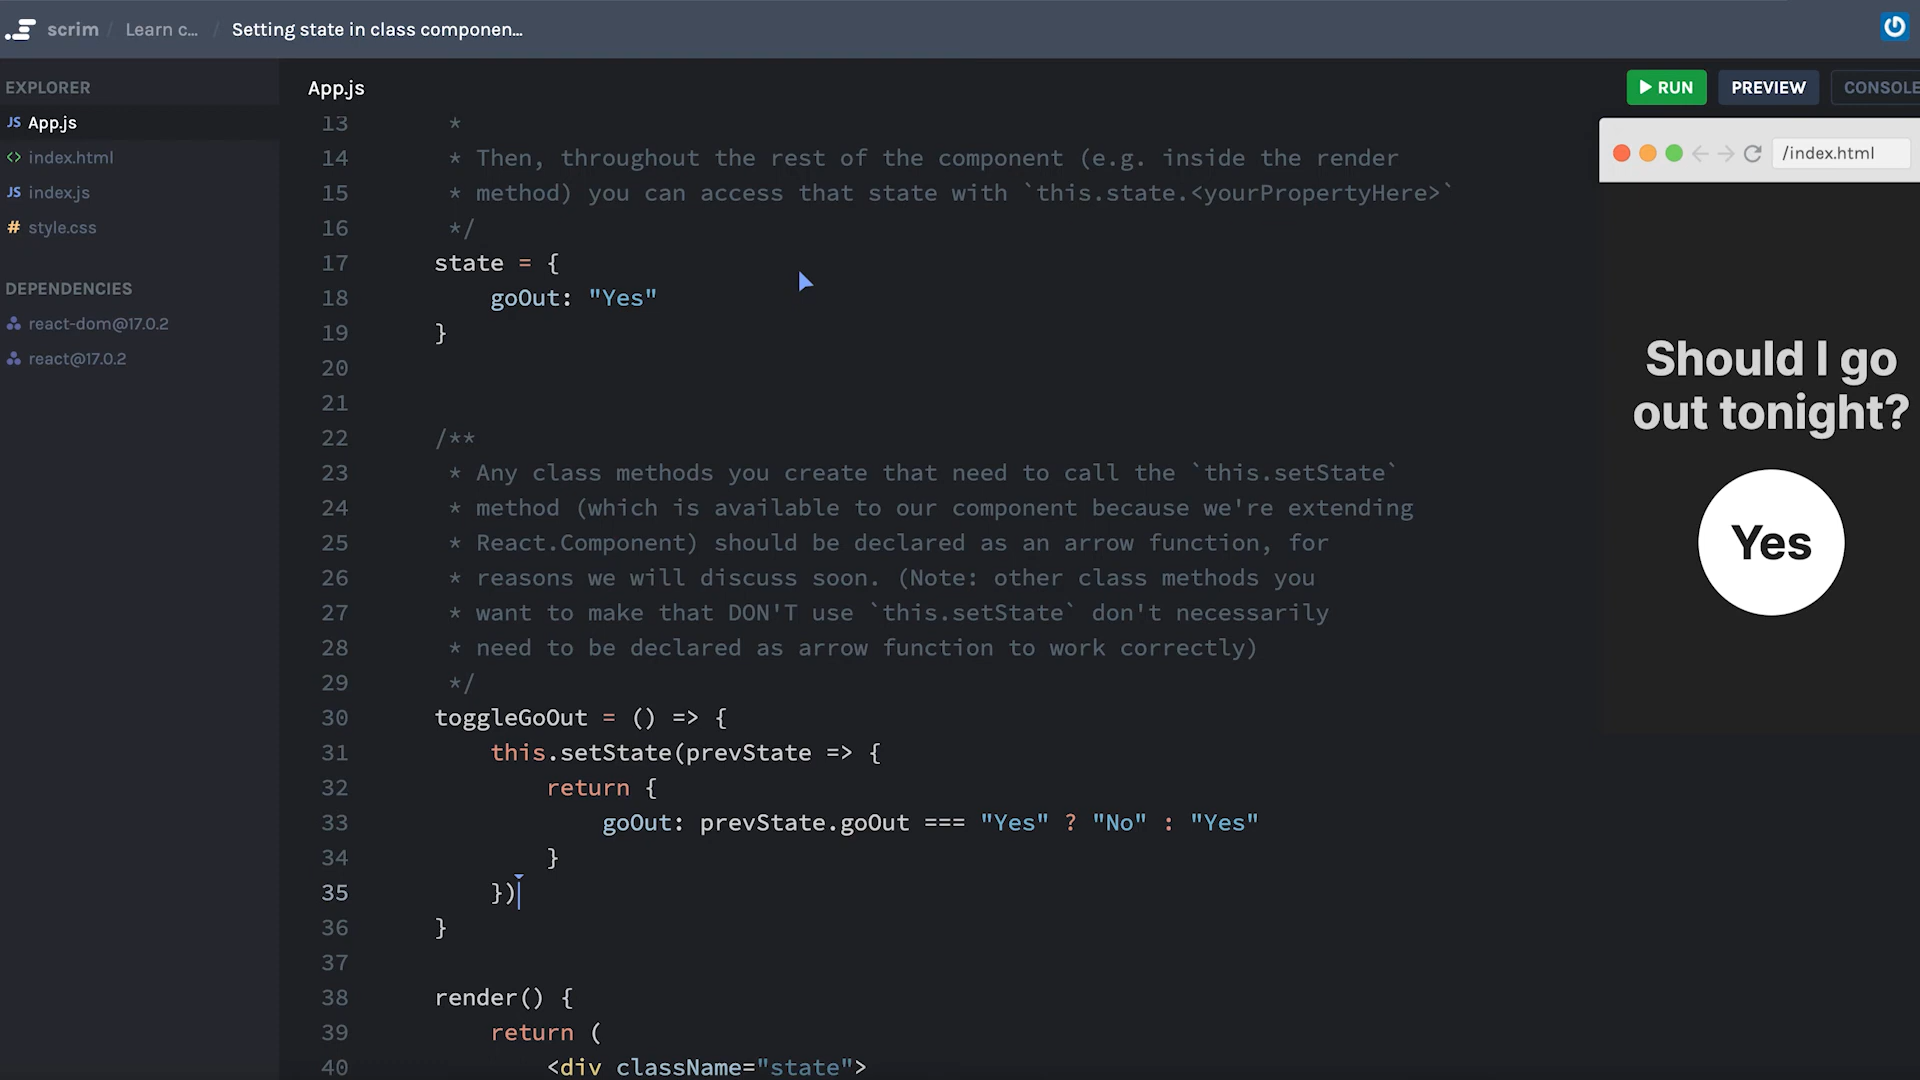 scrim / Learn c... / Setting state in class componen...
EXPLORER
JS App.js
<> index.html
JS index.js
# style.css
DEPENDENCIES
react-dom@17.0.2
react@17.0.2
App.js
RUN PREVIEW CONSOLE
13 *
14 * Then, throughout the rest of the component (e.g. inside the render
15 * method) you can access that state with `this.state.<yourPropertyHere>`
16 */
17 state = {
18 goOut: "Yes"
19 }
20
21
22 /**
23 * Any class methods you create that need to call the `this.setState`
24 * method (which is available to our component because we're extending
25 * React.Component) should be declared as an arrow function, for
26 * reasons we will discuss soon. (Note: other class methods you
27 * want to make that DON'T use `this.setState` don't necessarily
28 * need to be declared as arrow function to work correctly)
29 */
30 toggleGoOut = () => {
31 this.setState(prevState => {
32 return {
33 goOut: prevState.goOut === "Yes" ? "No" : "Yes"
34 }
35 })
36 }
37
38 render() {
39 return (
40 <div className="state">
/index.html
Should I go
out tonight?
Yes